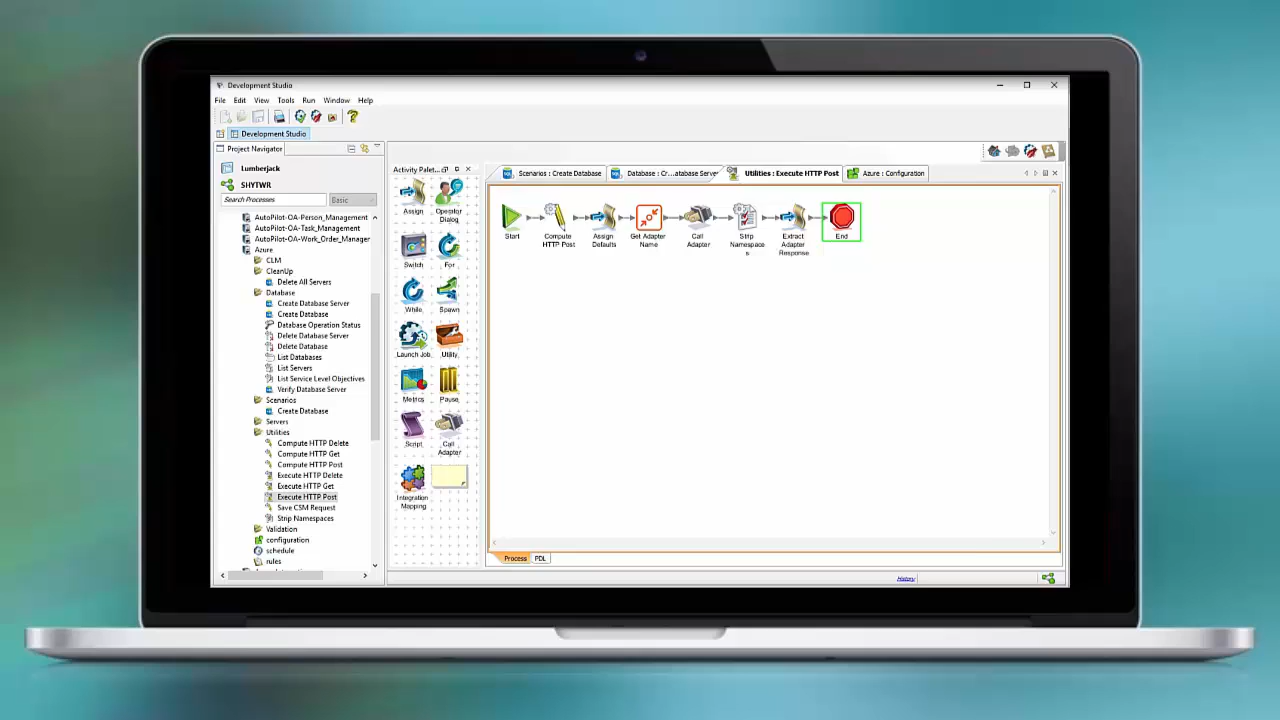 Development Studio
File Edit View Tools Run Window Help
Development Studio
Project Navigator
Lumberjack
SHYTWR
Search Processes Basic
AutoPilot-OA-Person_Management
AutoPilot-OA-Task_Management
AutoPilot-OA-Work_Order_Manager
Azure
CLM
CleanUp
Delete All Servers
Database
Create Database Server
Create Database
Database Operation Status
Delete Database Server
Delete Database
List Databases
List Servers
List Service Level Objectives
Verify Database Server
Scenarios
Create Database
Servers
Utilities
Compute HTTP Delete
Compute HTTP Get
Compute HTTP Post
Execute HTTP Delete
Execute HTTP Get
Execute HTTP Post
Save CSM Request
Strip Namespaces
Validation
configuration
schedule
rules
Activity Palet...
Assign
Operator
Dialog
Switch
For
While
Spawn
Launch Job
Utility
Metrics
Pause
Script
Call
Adapter
Integration
Mapping
Scenarios : Create Database
Database : Cr...atabase Server
Utilities : Execute HTTP Post
Azure : Configuration
Start
Compute
HTTP Post
Assign
Defaults
Get Adapter
Name
Call
Adapter
Strip
Namespace
s
Extract
Adapter
Response
End
Process PDL
History